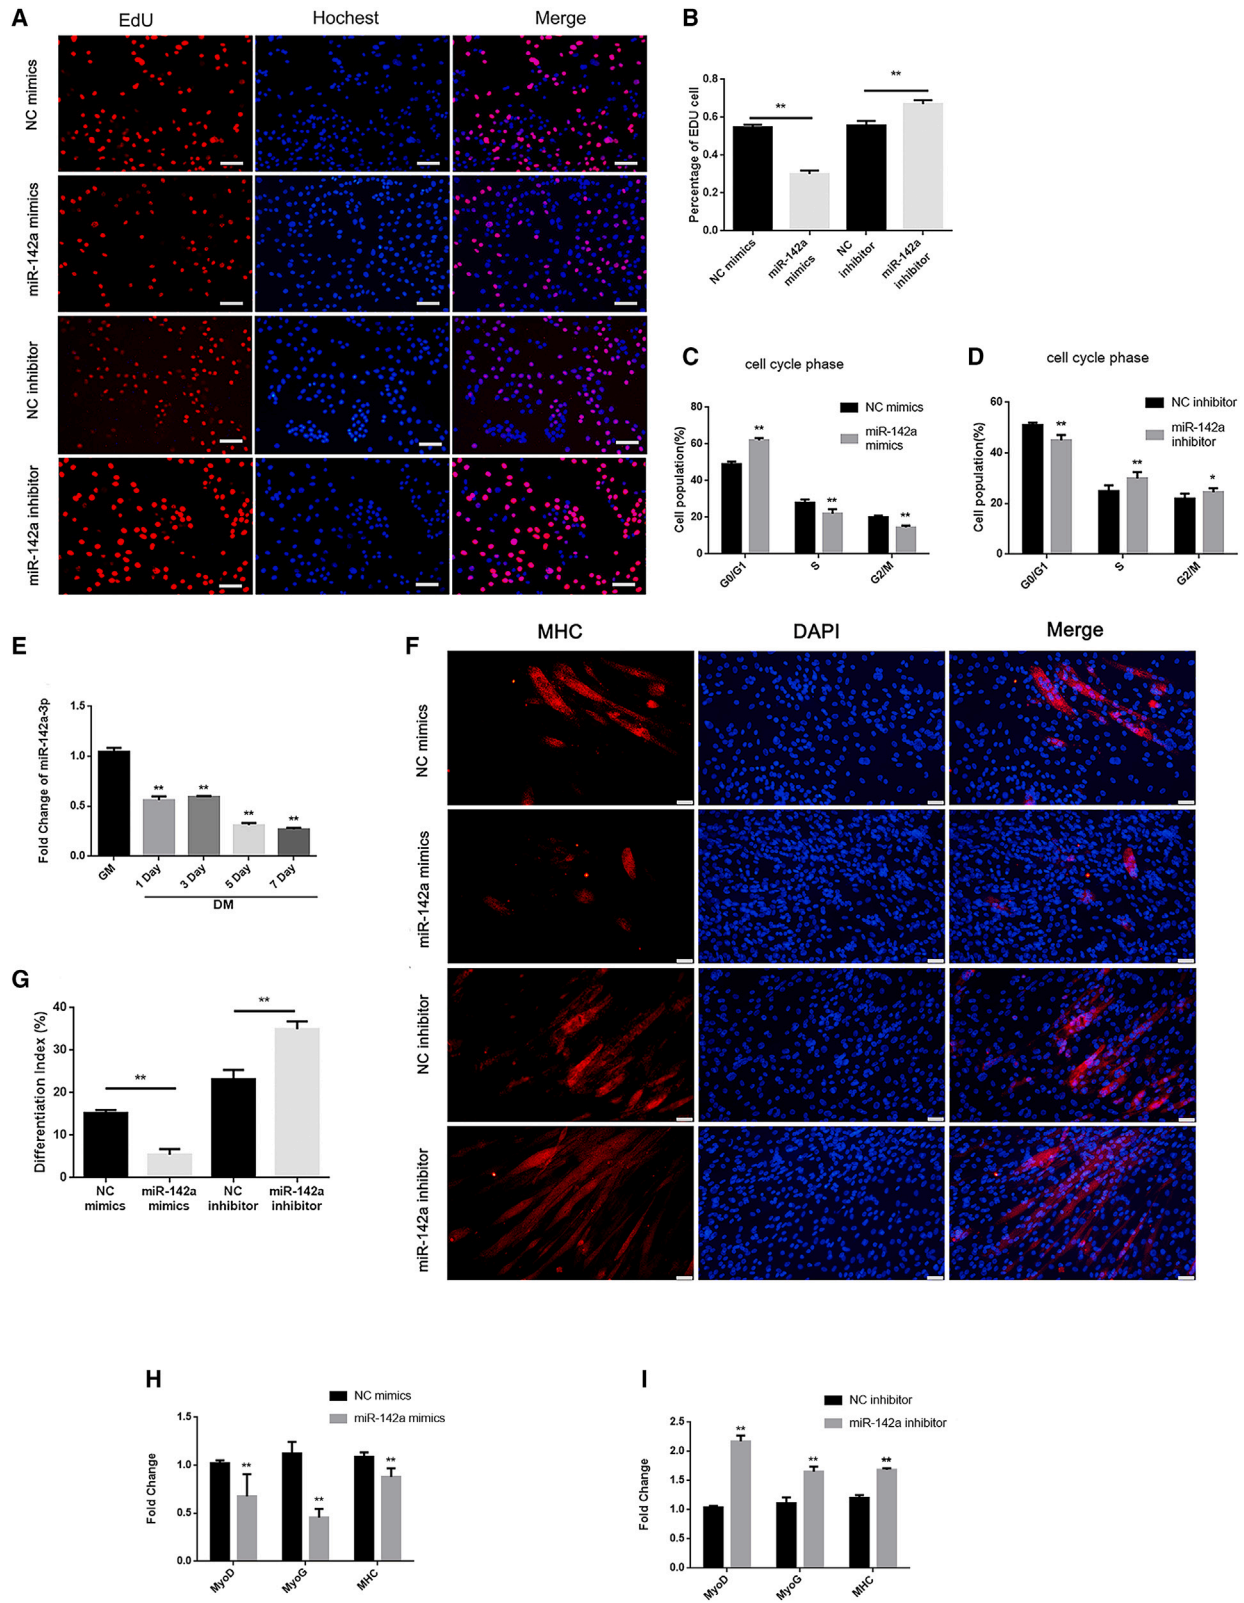 A
EdU
Hochest
Merge
NC mimics
miR-142a mimics
NC inhibitor
miR-142a inhibitor
B
Percentage of EDU cell
0.8
0.6
0.4
0.2
0.0
**
**
NC mimics
miR-142a
mimics
NC
inhibitor
miR-142a
inhibitor
C
cell cycle phase
NC mimics
miR-142a
mimics
Cell population(%)
80
60
40
20
0
**
**
**
G0/G1
S
G2/M
D
cell cycle phase
NC inhibitor
miR-142a
inhibitor
Cell population(%)
60
40
20
0
**
**
*
G0/G1
S
G2/M
E
Fold Change of miR-142a-3p
1.5
1.0
0.5
0.0
**
**
**
**
GM
1 Day
3 Day
5 Day
7 Day
DM
F
MHC
DAPI
Merge
NC mimics
miR-142a mimics
NC inhibitor
miR-142a inhibitor
G
Differentiation Index (%)
40
30
20
10
0
**
**
NC
mimics
miR-142a
mimics
NC
inhibitor
miR-142a
inhibitor
H
NC mimics
miR-142a mimics
Fold Change
1.5
1.0
0.5
0.0
**
**
**
MyoD
MyoG
MHC
I
NC inhibitor
miR-142a inhibitor
Fold Change
2.5
2.0
1.5
1.0
0.5
0.0
**
**
**
MyoD
MyoG
MHC